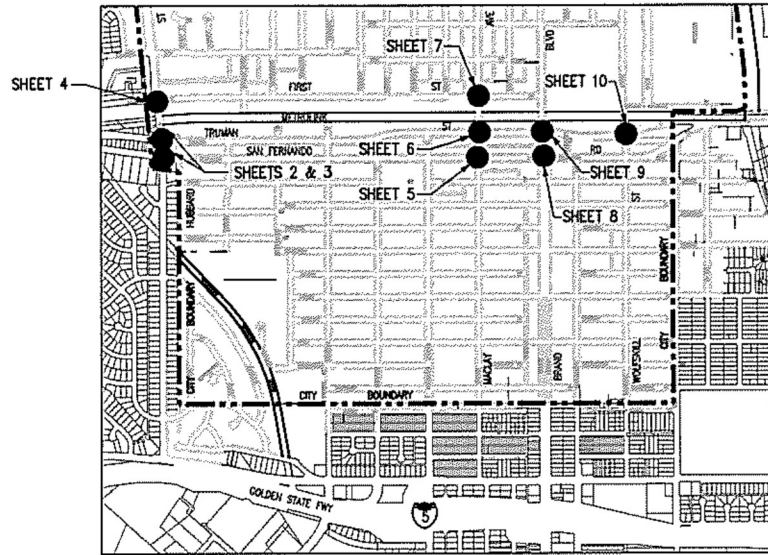 ST
AVE
BLVD
SHEET 7
SHEET 4
FIRST
ST
SHEET 10
METROLINK
TRUMAN
ST
SHEET 6
SAN FERNANDO
RD
SHEET 9
SHEETS 2 & 3
SHEET 5
SHEET 8
HUBBARD
ST
BOUNDARY
CITY
BOUNDARY
CITY
MACLAY
BRAND
WOLFSKILL
CITY
BOUNDARY
GOLDEN STATE FWY
5